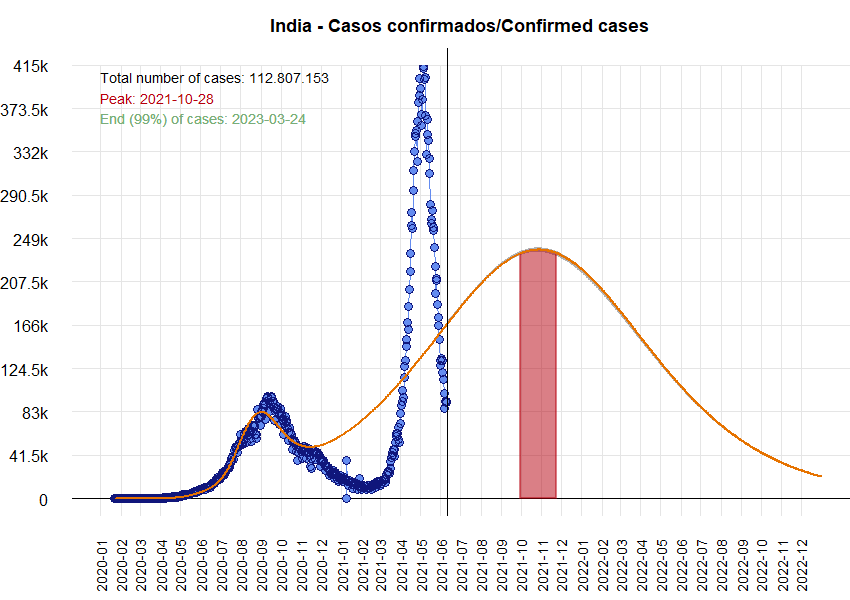 India - Casos confirmados/Confirmed cases
415k
Total number of cases: 112.807.153
Peak: 2021-10-28
373.5k
End (99%) of cases: 2023-03-24
332k
290.5k
249k
207.5k
166k
124.5k
83k
41.5k
0
2020-01
2020-02
2020-03
2020-04
2020-05
2020-06
2020-07
2020-08
2020-09
2020-10
2020-11
2020-12
2021-01
2021-02
2021-03
2021-04
2021-05
2021-06
2021-07
2021-08
2021-09
2021-10
2021-11
2021-12
2022-01
2022-02
2022-03
2022-04
2022-05
2022-06
2022-07
2022-08
2022-09
2022-10
2022-11
2022-12